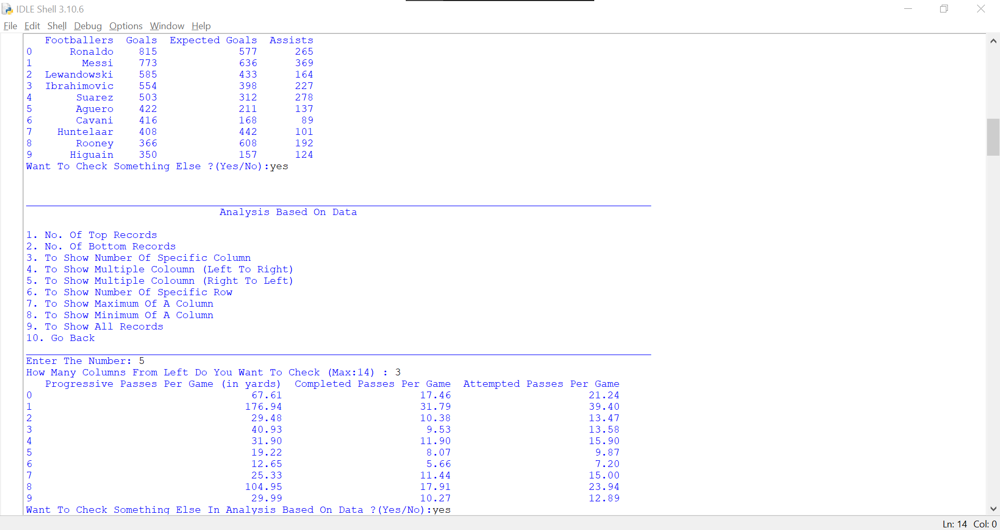 IDLE Shell 3.10.6
File Edit Shell Debug Options Window Help
Footballers Goals Expected Goals Assists
0 Ronaldo 815 577 265
1 Messi 773 636 369
2 Lewandowski 585 433 164
3 Ibrahimovic 554 398 227
4 Suarez 503 312 278
5 Aguero 422 211 137
6 Cavani 416 168 89
7 Huntelaar 408 442 101
8 Rooney 366 608 192
9 Higuain 350 157 124
Want To Check Something Else ?(Yes/No):yes
Analysis Based On Data
1. No. Of Top Records
2. No. Of Bottom Records
3. To Show Number Of Specific Column
4. To Show Multiple Coloumn (Left To Right)
5. To Show Multiple Coloumn (Right To Left)
6. To Show Number Of Specific Row
7. To Show Maximum Of A Column
8. To Show Minimum Of A Column
9. To Show All Records
10. Go Back
Enter The Number: 5
How Many Columns From Left Do You Want To Check (Max:14) : 3
Progressive Passes Per Game (in yards) Completed Passes Per Game Attempted Passes Per Game
0 67.61 17.46 21.24
1 176.94 31.79 39.40
2 29.48 10.38 13.47
3 40.93 9.53 13.58
4 31.90 11.90 15.90
5 19.22 8.07 9.87
6 12.65 5.66 7.20
7 25.33 11.44 15.00
8 104.95 17.91 23.94
9 29.99 10.27 12.89
Want To Check Something Else In Analysis Based On Data ?(Yes/No):yes
Ln: 14 Col: 0